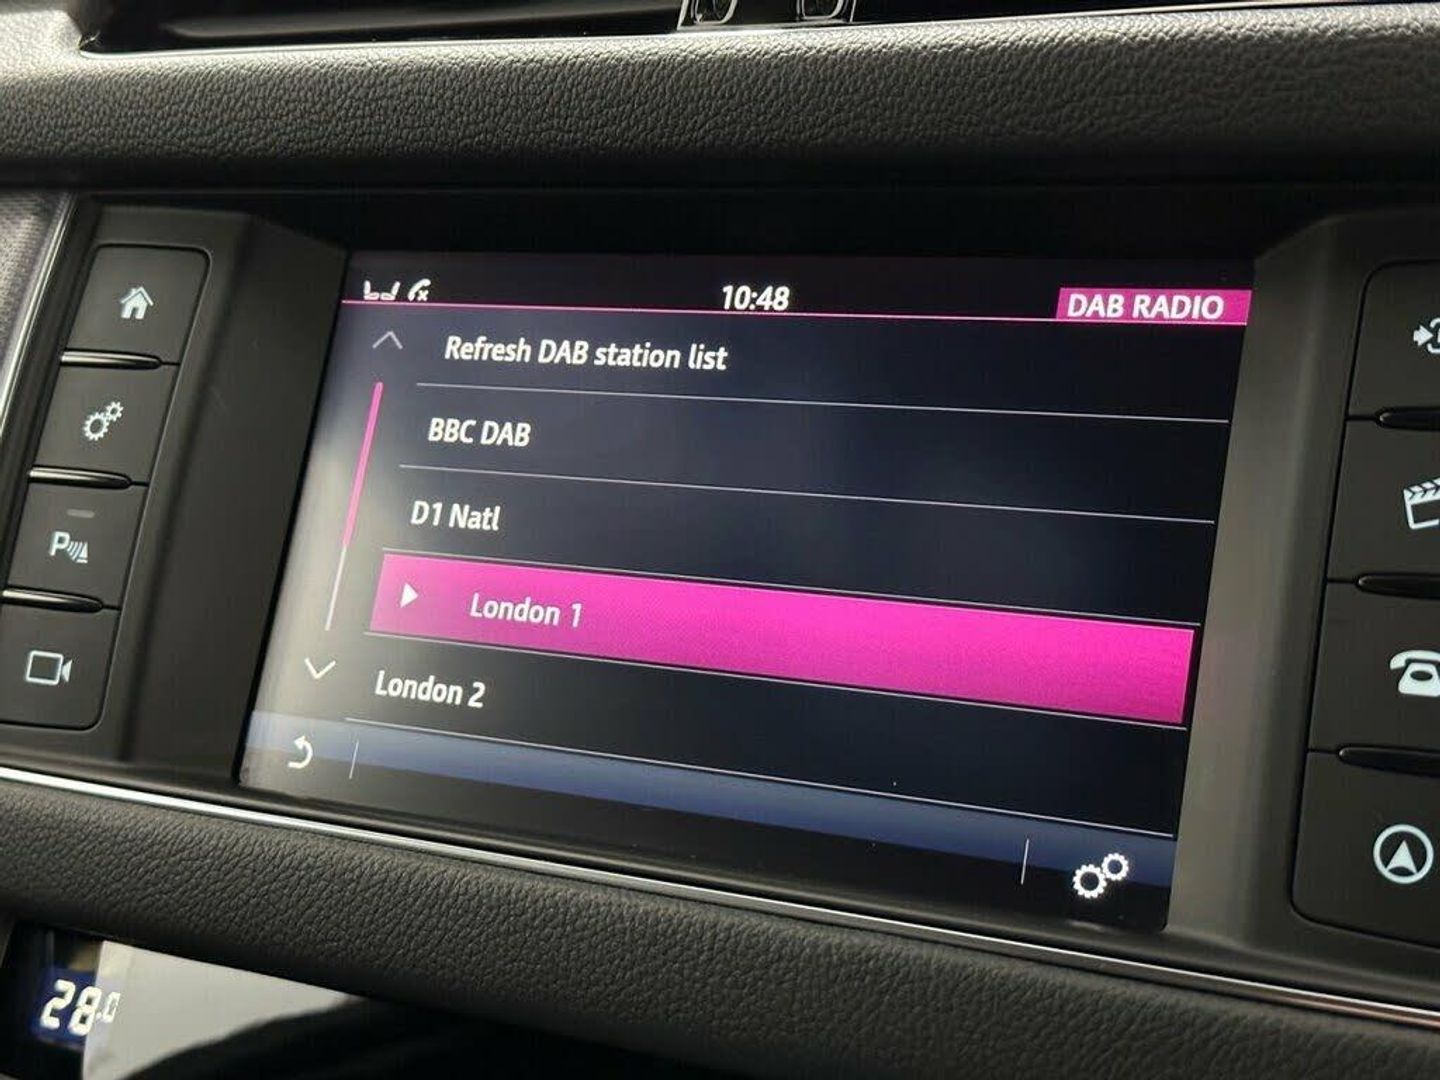 10:48
DAB RADIO
Refresh DAB station list
BBC DAB
D1 Natl
London 1
London 2
P
28.0